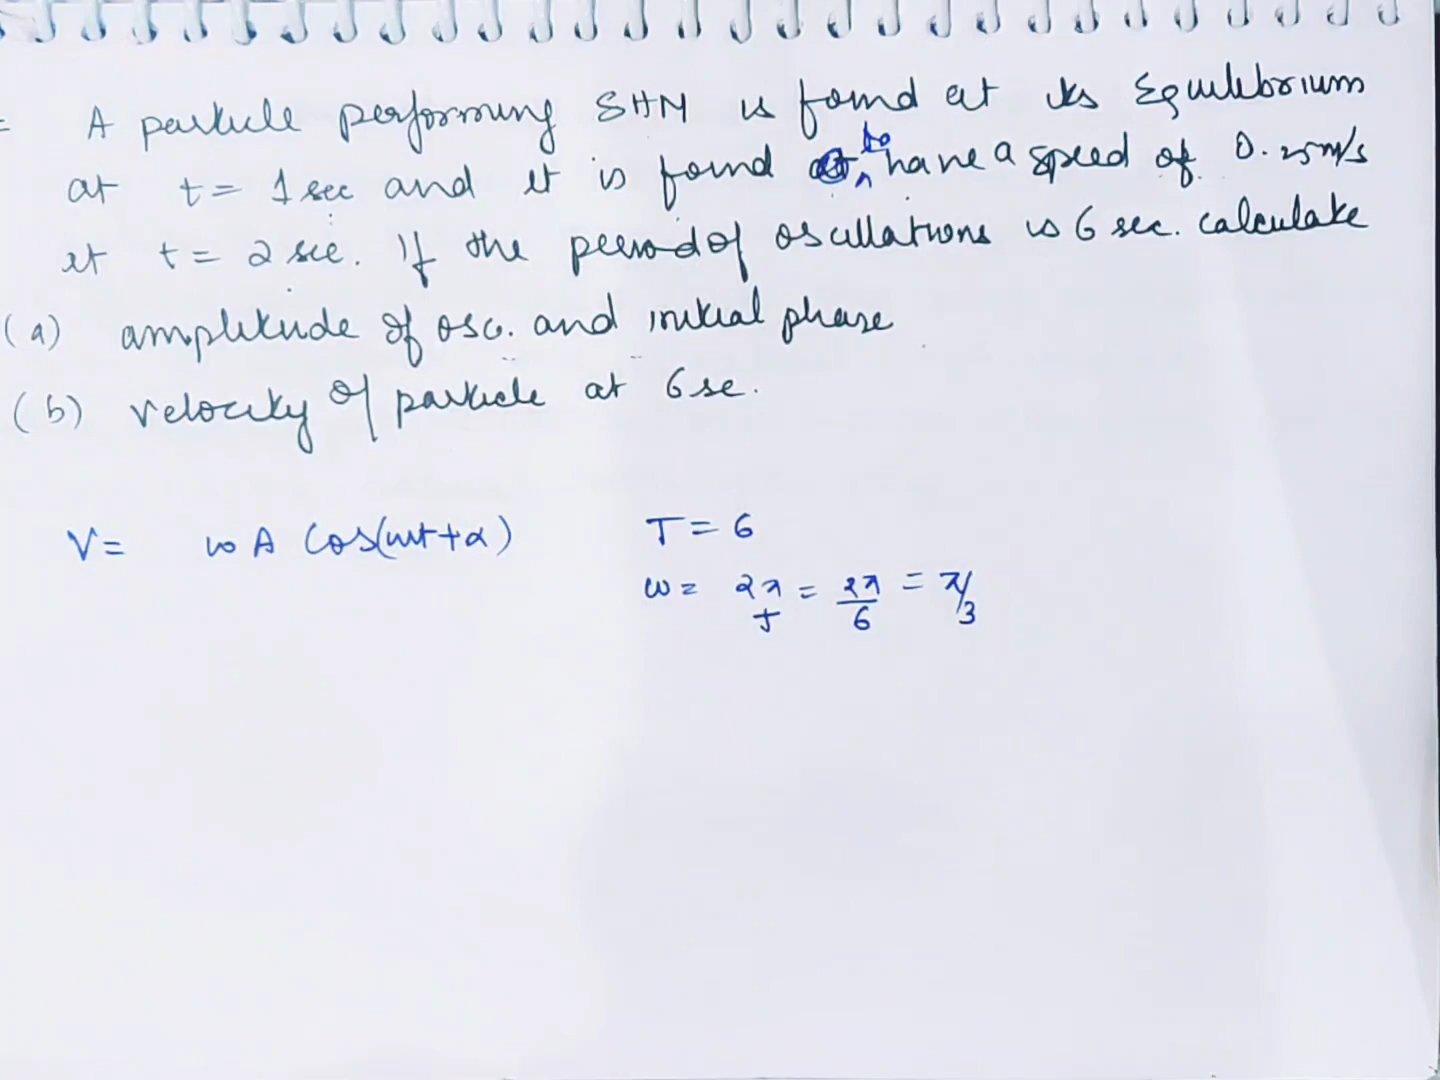 A particle performing SHM is found at its Equilibrium
at t = 1 sec and it is found to have a speed of 0.25 m/s
at t = 2 sec. If the period of oscillations is 6 sec. calculate
(a) amplitude of osc. and initial phase
(b) velocity of particle at 6 se.
V = ω A Cos(ωt+α) T = 6
ω = 2π/T = 2π/6 = π/3